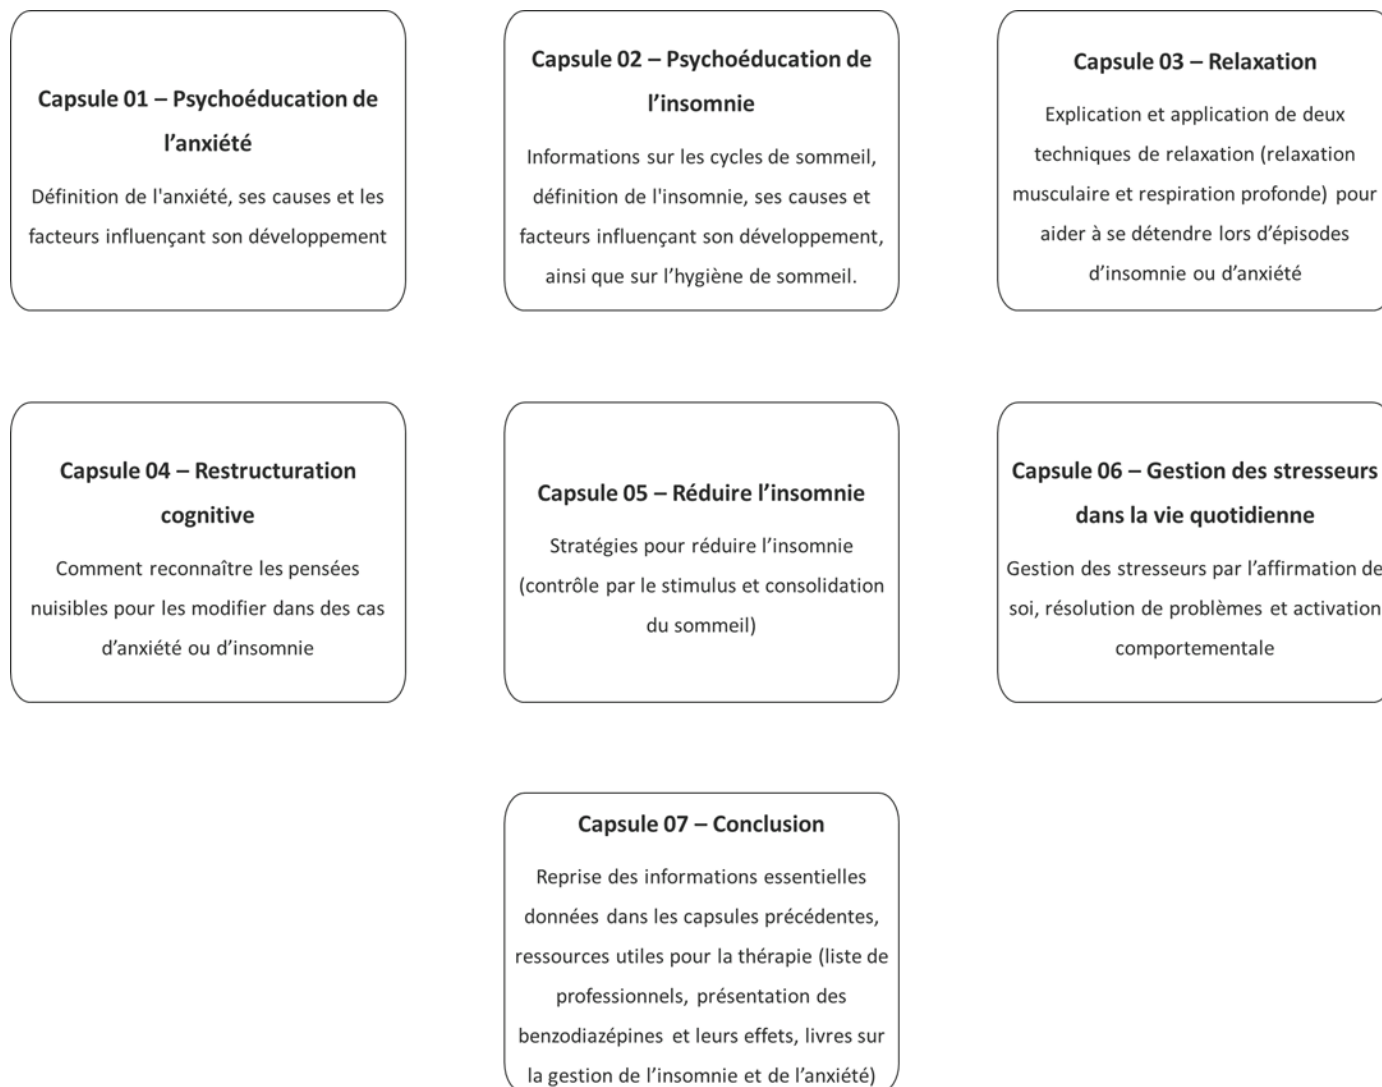 Capsule 01 – Psychoéducation de
l’anxiété
Définition de l'anxiété, ses causes et les
facteurs influençant son développement
Capsule 02 – Psychoéducation de
l’insomnie
Informations sur les cycles de sommeil,
définition de l'insomnie, ses causes et
facteurs influençant son développement,
ainsi que sur l’hygiène de sommeil.
Capsule 03 – Relaxation
Explication et application de deux
techniques de relaxation (relaxation
musculaire et respiration profonde) pour
aider à se détendre lors d’épisodes
d’insomnie ou d’anxiété
Capsule 04 – Restructuration
cognitive
Comment reconnaître les pensées
nuisibles pour les modifier dans des cas
d’anxiété ou d’insomnie
Capsule 05 – Réduire l’insomnie
Stratégies pour réduire l’insomnie
(contrôle par le stimulus et consolidation
du sommeil)
Capsule 06 – Gestion des stresseurs
dans la vie quotidienne
Gestion des stresseurs par l’affirmation de
soi, résolution de problèmes et activation
comportementale
Capsule 07 – Conclusion
Reprise des informations essentielles
données dans les capsules précédentes,
ressources utiles pour la thérapie (liste de
professionnels, présentation des
benzodiazépines et leurs effets, livres sur
la gestion de l’insomnie et de l’anxiété)